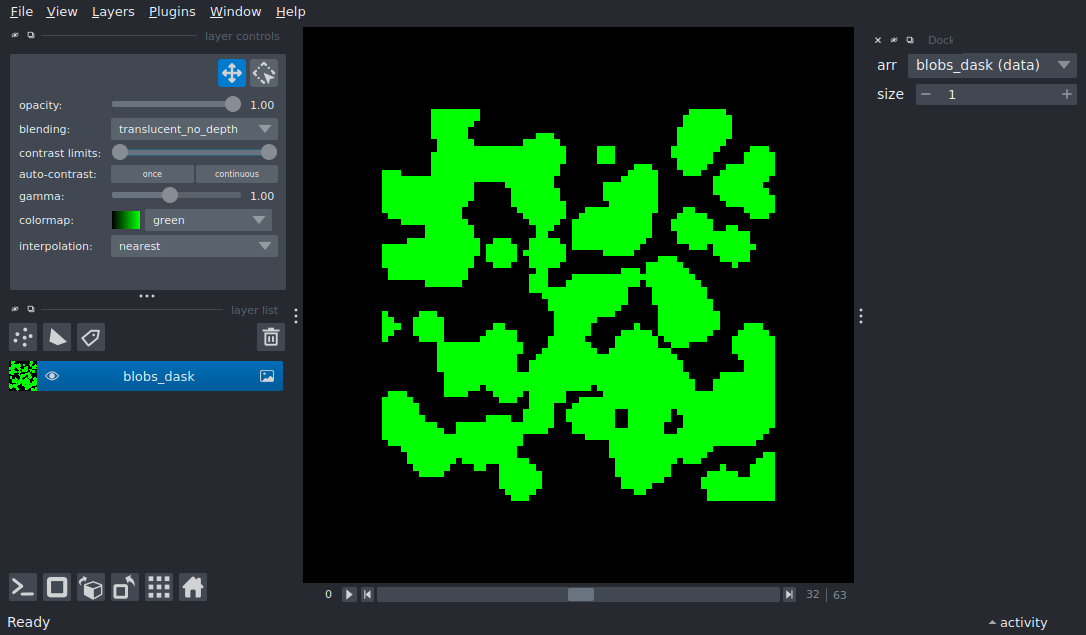 File View Layers Plugins Window Help
layer controls
opacity: 1.00
blending: translucent_no_depth
contrast limits:
auto-contrast: once continuous
gamma: 1.00
colormap: green
interpolation: nearest
layer list
blobs_dask
Dock
arr blobs_dask (data)
size 1
0 32 63
Ready
activity